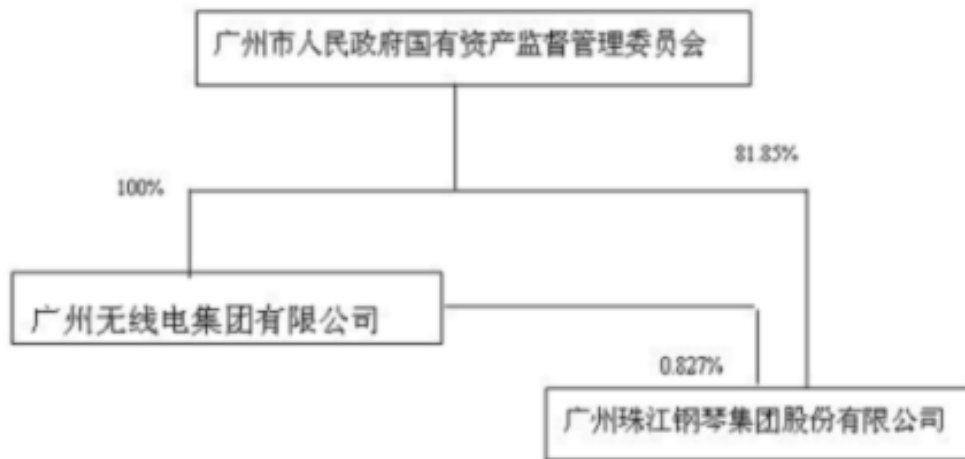 广州市人民政府国有资产监督管理委员会
81.85%
100%
广州无线电集团有限公司
0.827%
广州珠江钢琴集团股份有限公司